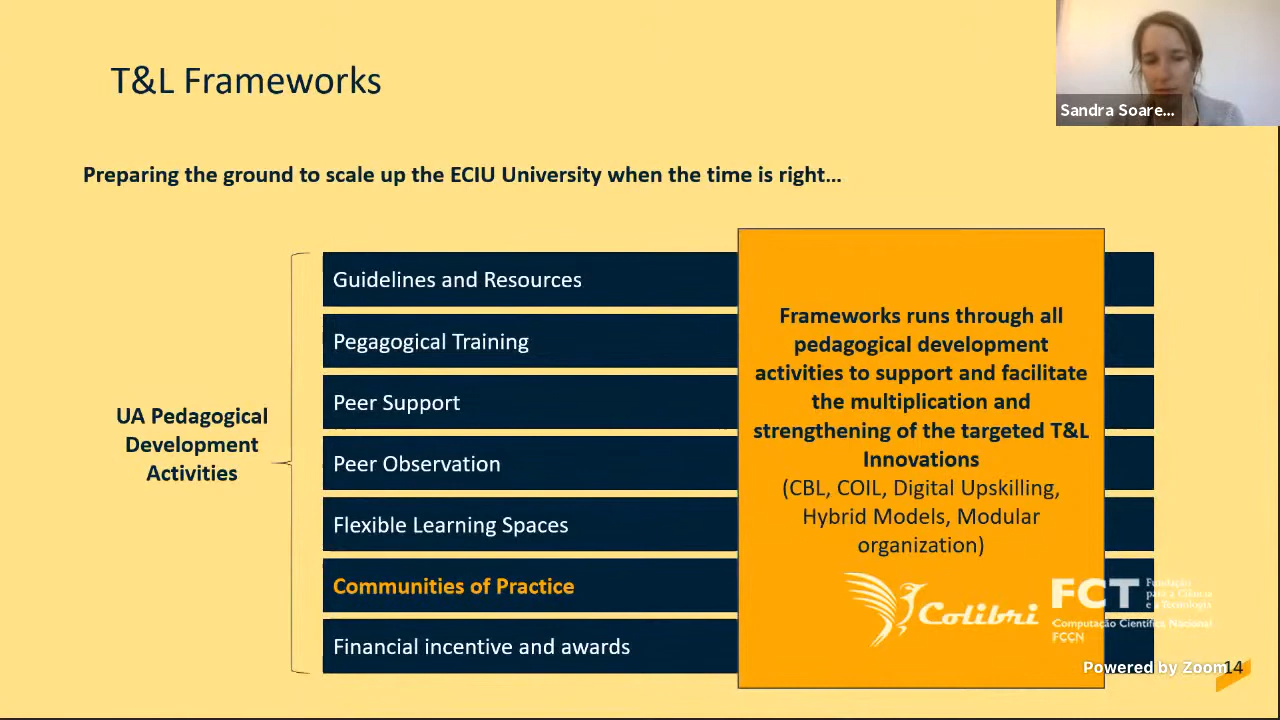 T&L Frameworks
Sandra Soare...
Preparing the ground to scale up the ECIU University when the time is right...
UA Pedagogical
Development
Activities
Guidelines and Resources
Pegagogical Training
Peer Support
Peer Observation
Flexible Learning Spaces
Communities of Practice
Financial incentive and awards
Frameworks runs through all
pedagogical development
activities to support and facilitate
the multiplication and
strengthening of the targeted T&L
Innovations
(CBL, COIL, Digital Upskilling,
Hybrid Models, Modular
organization)
Colibri
FCT
Fundação
para a Ciência
e a Tecnologia
Computação Científica Nacional
FCCN
Powered by Zoom
14